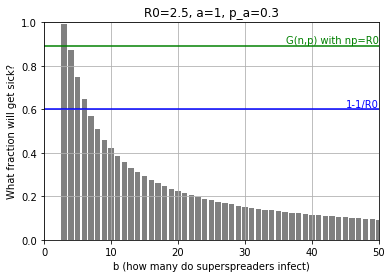 R0=2.5, a=1, p_a=0.3
What fraction will get sick?
1.0
0.8
0.6
0.4
0.2
0.0
G(n,p) with np=R0
1-1/R0
0 10 20 30 40 50
b (how many do superspreaders infect)